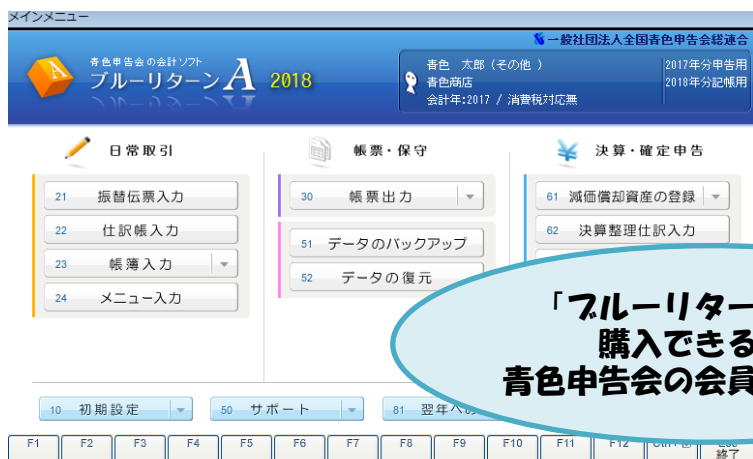 メインメニュー
一般社団法人全国青色申告会総連合
青色申告会の会計ソフト
ブルーリターンA 2018
青色 太郎（その他 ）
青色商店
会計年:2017 / 消費税対応無
2017年分申告用
2018年分記帳用
日常取引
帳票・保守
決算・確定申告
21 振替伝票入力
22 仕訳帳入力
23 帳簿入力
24 メニュー入力
30 帳票出力
51 データのバックアップ
52 データの復元
61 減価償却資産の登録
62 決算整理仕訳入力
「ブルーリター
購入できる
青色申告会の会員
10 初期設定
50 サポート
81 翌年への
F1 F2 F3 F4 F5 F6 F7 F8 F9 F10 F11 F12
終了